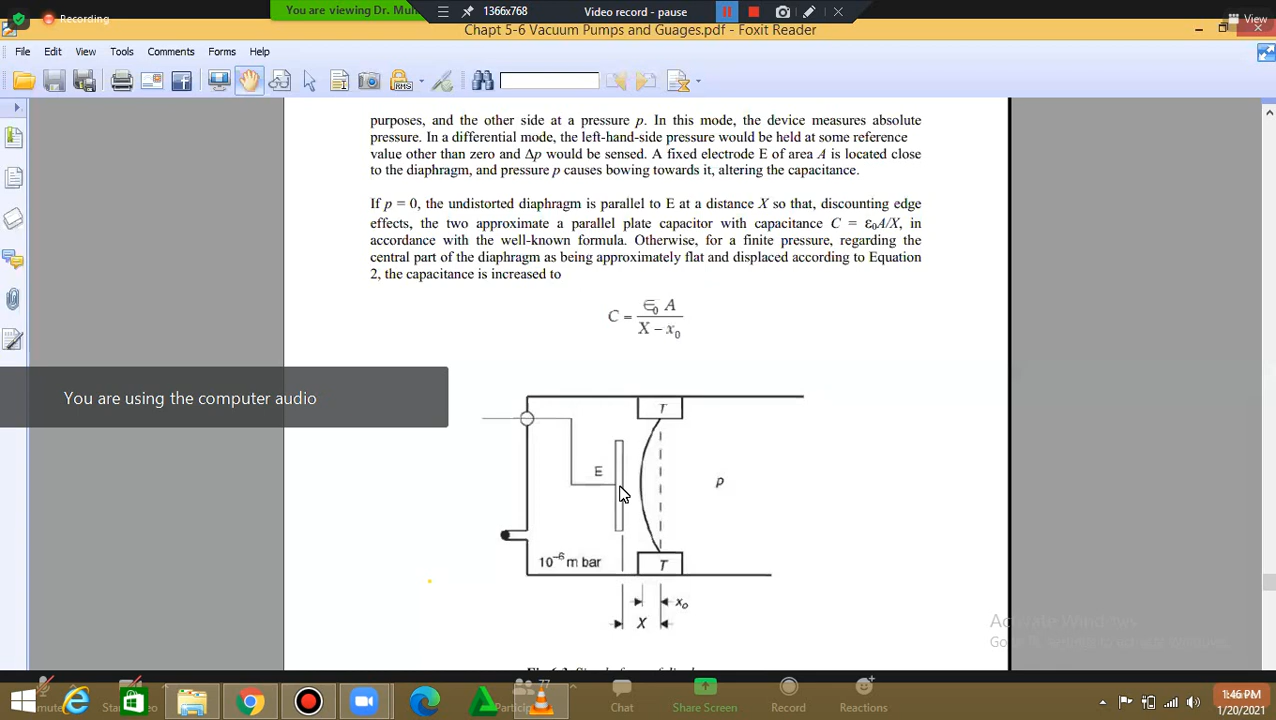 Recording
You are viewing Dr. Muh
1366x768
Video record - pause
View
Chapt 5-6 Vacuum Pumps and Guages.pdf - Foxit Reader
File Edit View Tools Comments Forms Help
RMS
purposes, and the other side at a pressure p. In this mode, the device measures absolute
pressure. In a differential mode, the left-hand-side pressure would be held at some reference
value other than zero and Δp would be sensed. A fixed electrode E of area A is located close
to the diaphragm, and pressure p causes bowing towards it, altering the capacitance.
If p = 0, the undistorted diaphragm is parallel to E at a distance X so that, discounting edge
effects, the two approximate a parallel plate capacitor with capacitance C = ε₀A/X, in
accordance with the well-known formula. Otherwise, for a finite pressure, regarding the
central part of the diaphragm as being approximately flat and displaced according to Equation
2, the capacitance is increased to
C = ∈₀ A / X – x₀
You are using the computer audio
T
E
p
10⁻⁶ m bar
T
x₀
X
Activate Windows
77
Chat
Share Screen
Record
Reactions
1:46 PM
1/20/2021